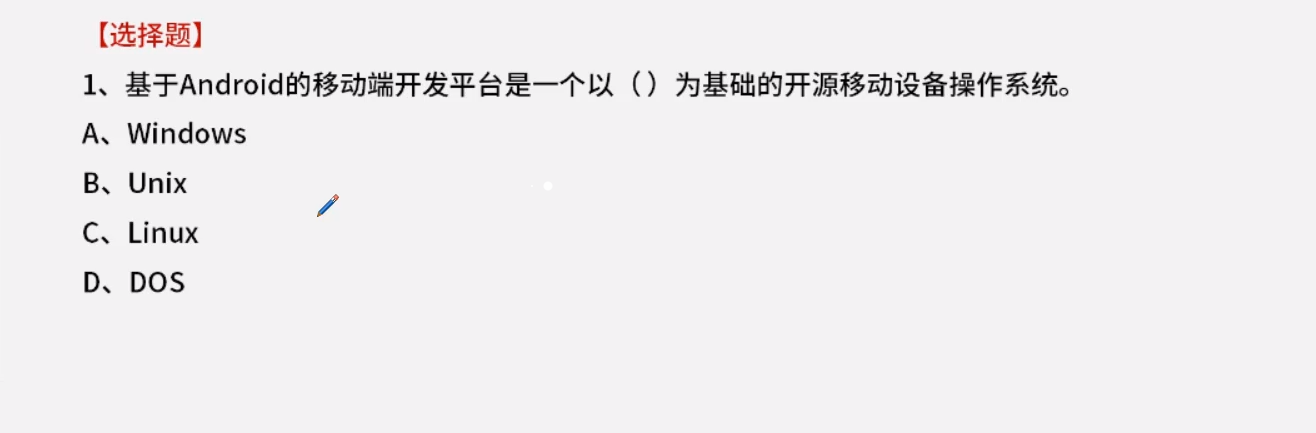 【选择题】
1、基于Android的移动端开发平台是一个以（ ）为基础的开源移动设备操作系统。
A、Windows
B、Unix
C、Linux
D、DOS